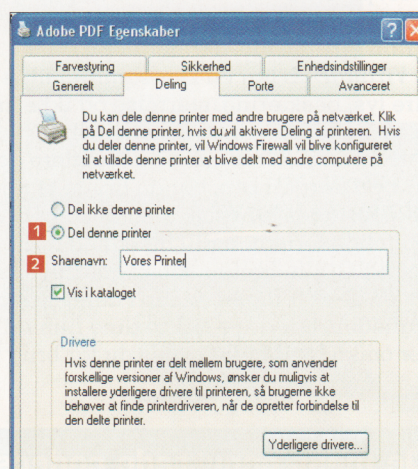 Adobe PDF Egenskaber
Farvestyring Sikkerhed Enhedsindstillinger
Generelt Deling Porte Avanceret
Du kan dele denne printer med andre brugere på netværket. Klik
på Del denne printer, hvis du vil aktivere Deling af printeren. Hvis
du deler denne printer, vil Windows Firewall vil blive konfigureret
til at tillade denne printer at blive delt med andre computere på
netværket.
Del ikke denne printer
1 Del denne printer
2 Sharenavn: Vores Printer
Vis i kataloget
Drivere
Hvis denne printer er delt mellem brugere, som anvender
forskellige versioner af Windows, ønsker du muligvis at
installere yderligere drivere til printeren, så brugerne ikke
behøver at finde printerdriveren, når de opretter forbindelse til
den delte printer.
Yderligere drivere...